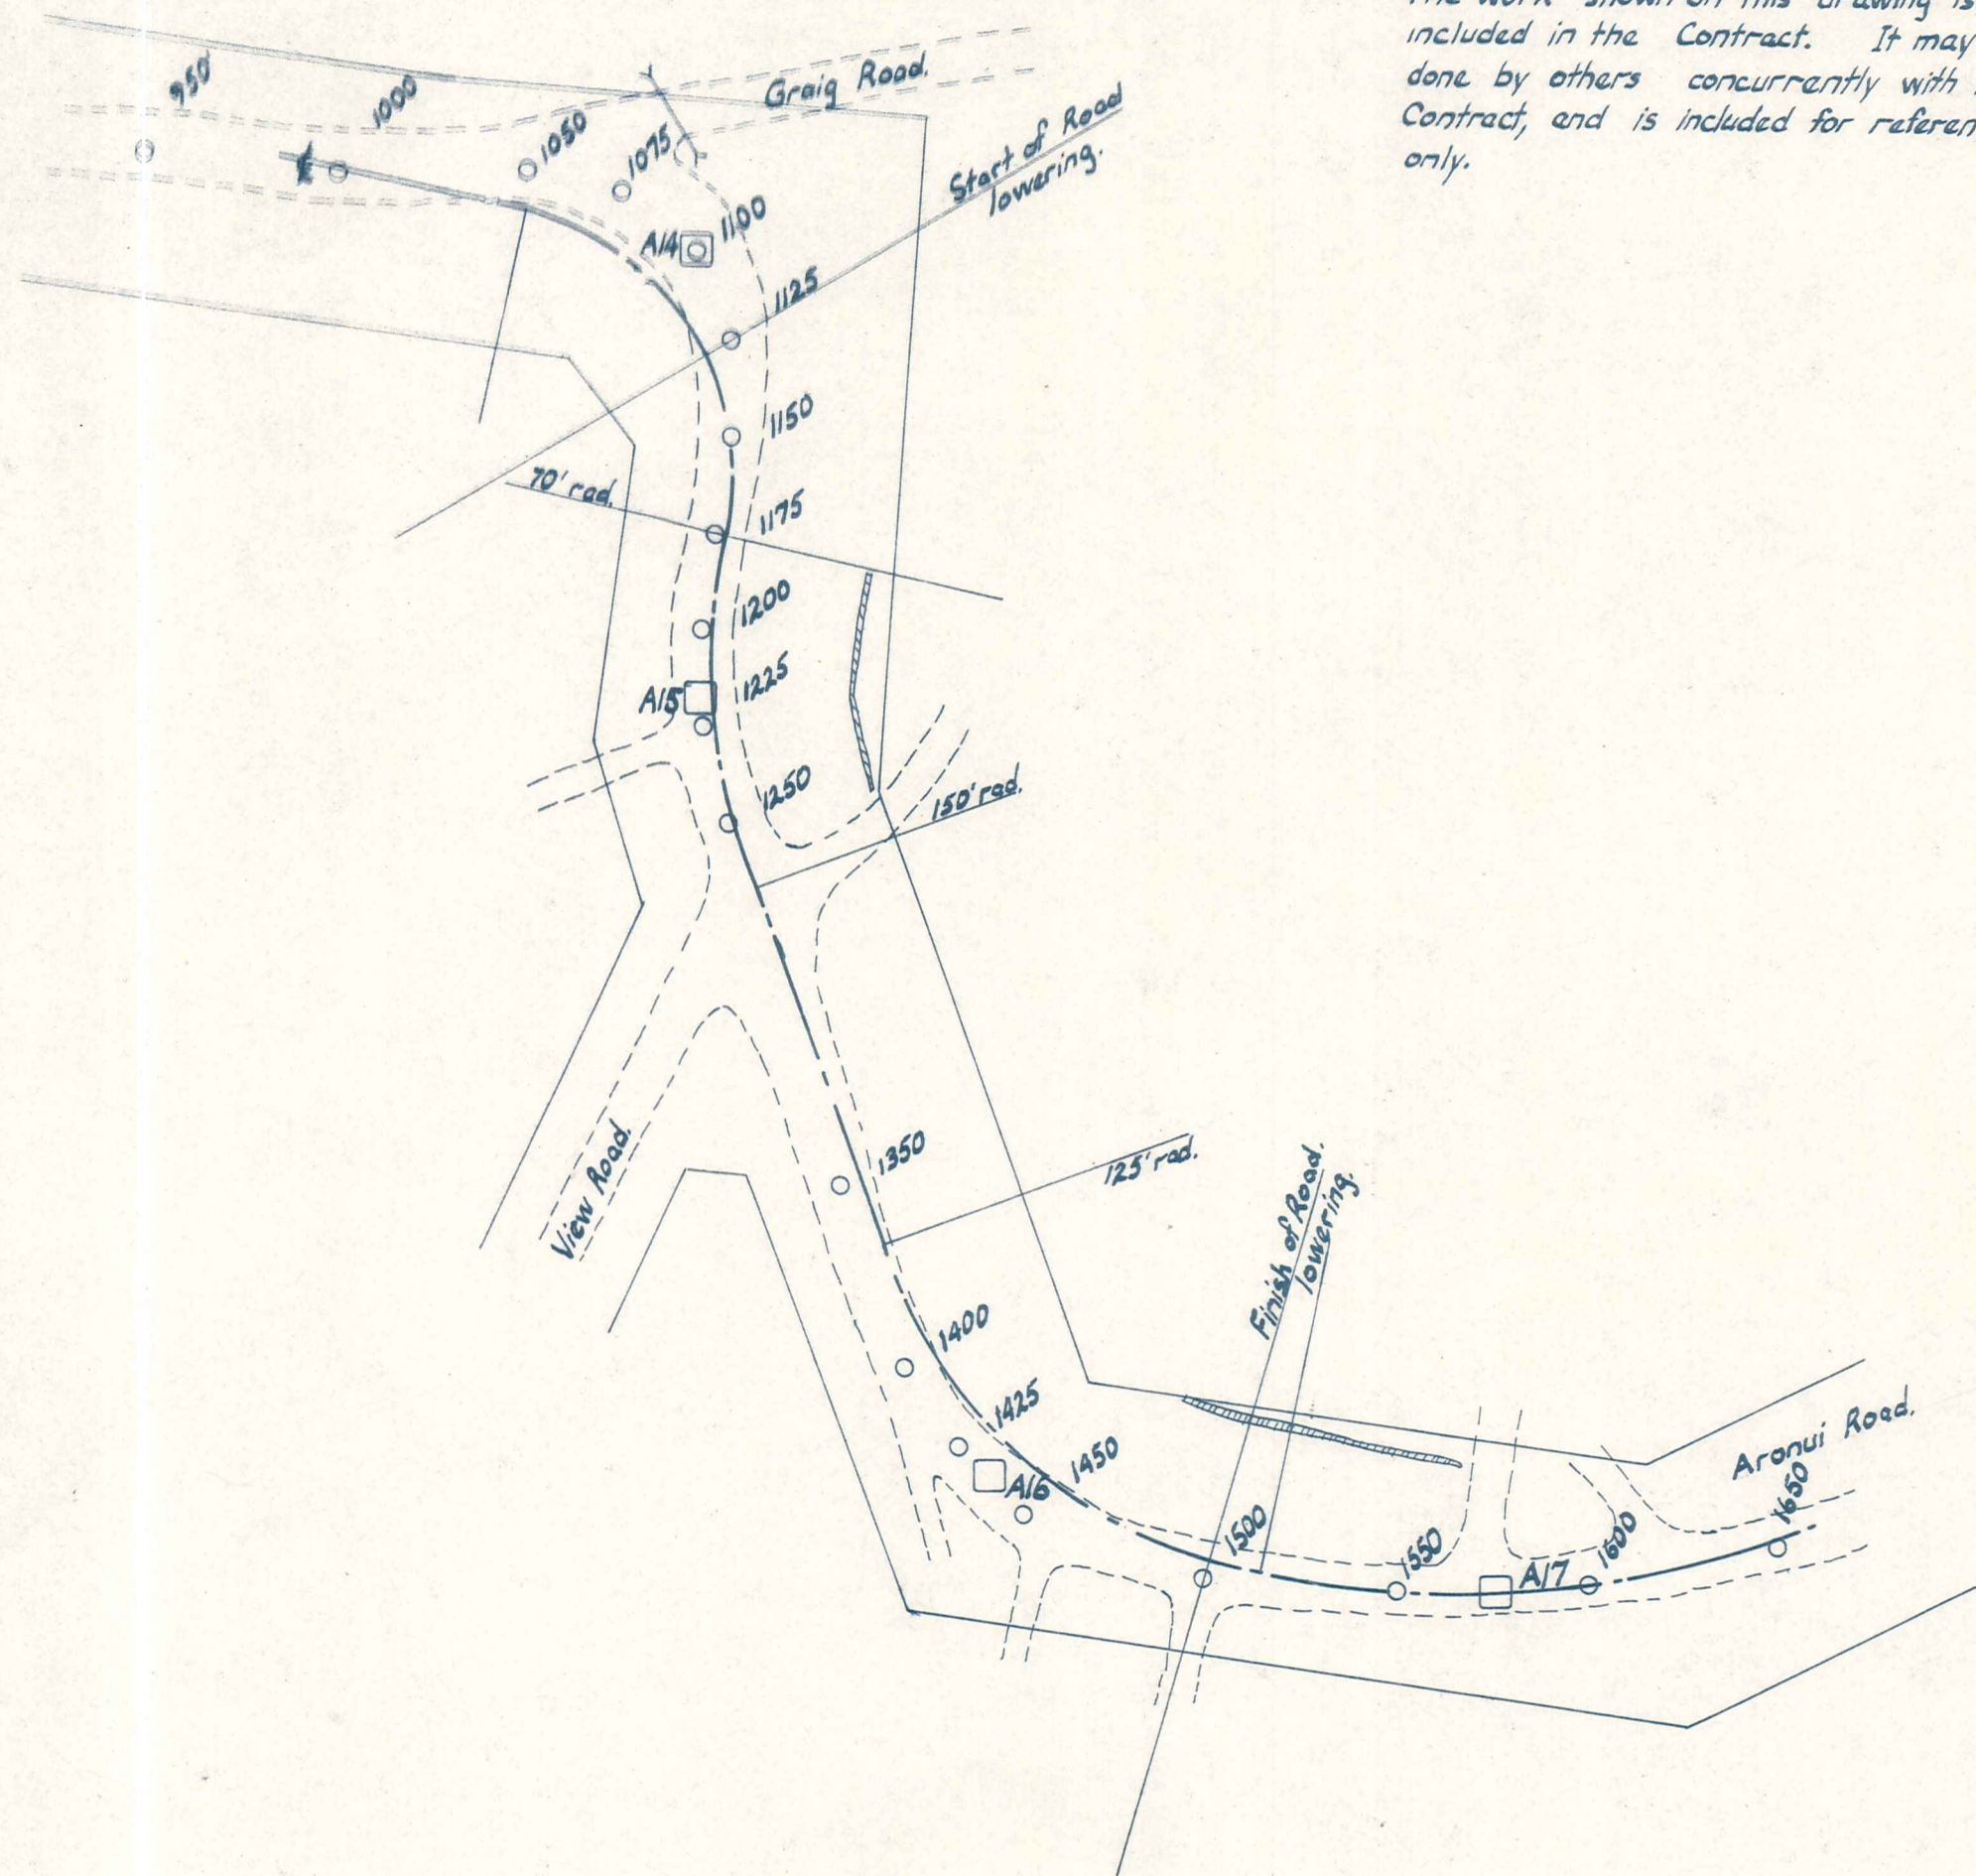 The work shown on this drawing is
included in the Contract. It may
done by others concurrently with
Contract, and is included for referen
only.
950'
1000
Graig Road.
1050
1075
Start of Road
lowering.
A14
1100
1125
1150
70' rad.
1175
1200
A15
1225
1250
150' rad.
View Road.
1350
125' rad.
Finish of Road.
lowering.
1400
1425
A16
1450
Aronui Road.
1500
1550
A17
1600
1650